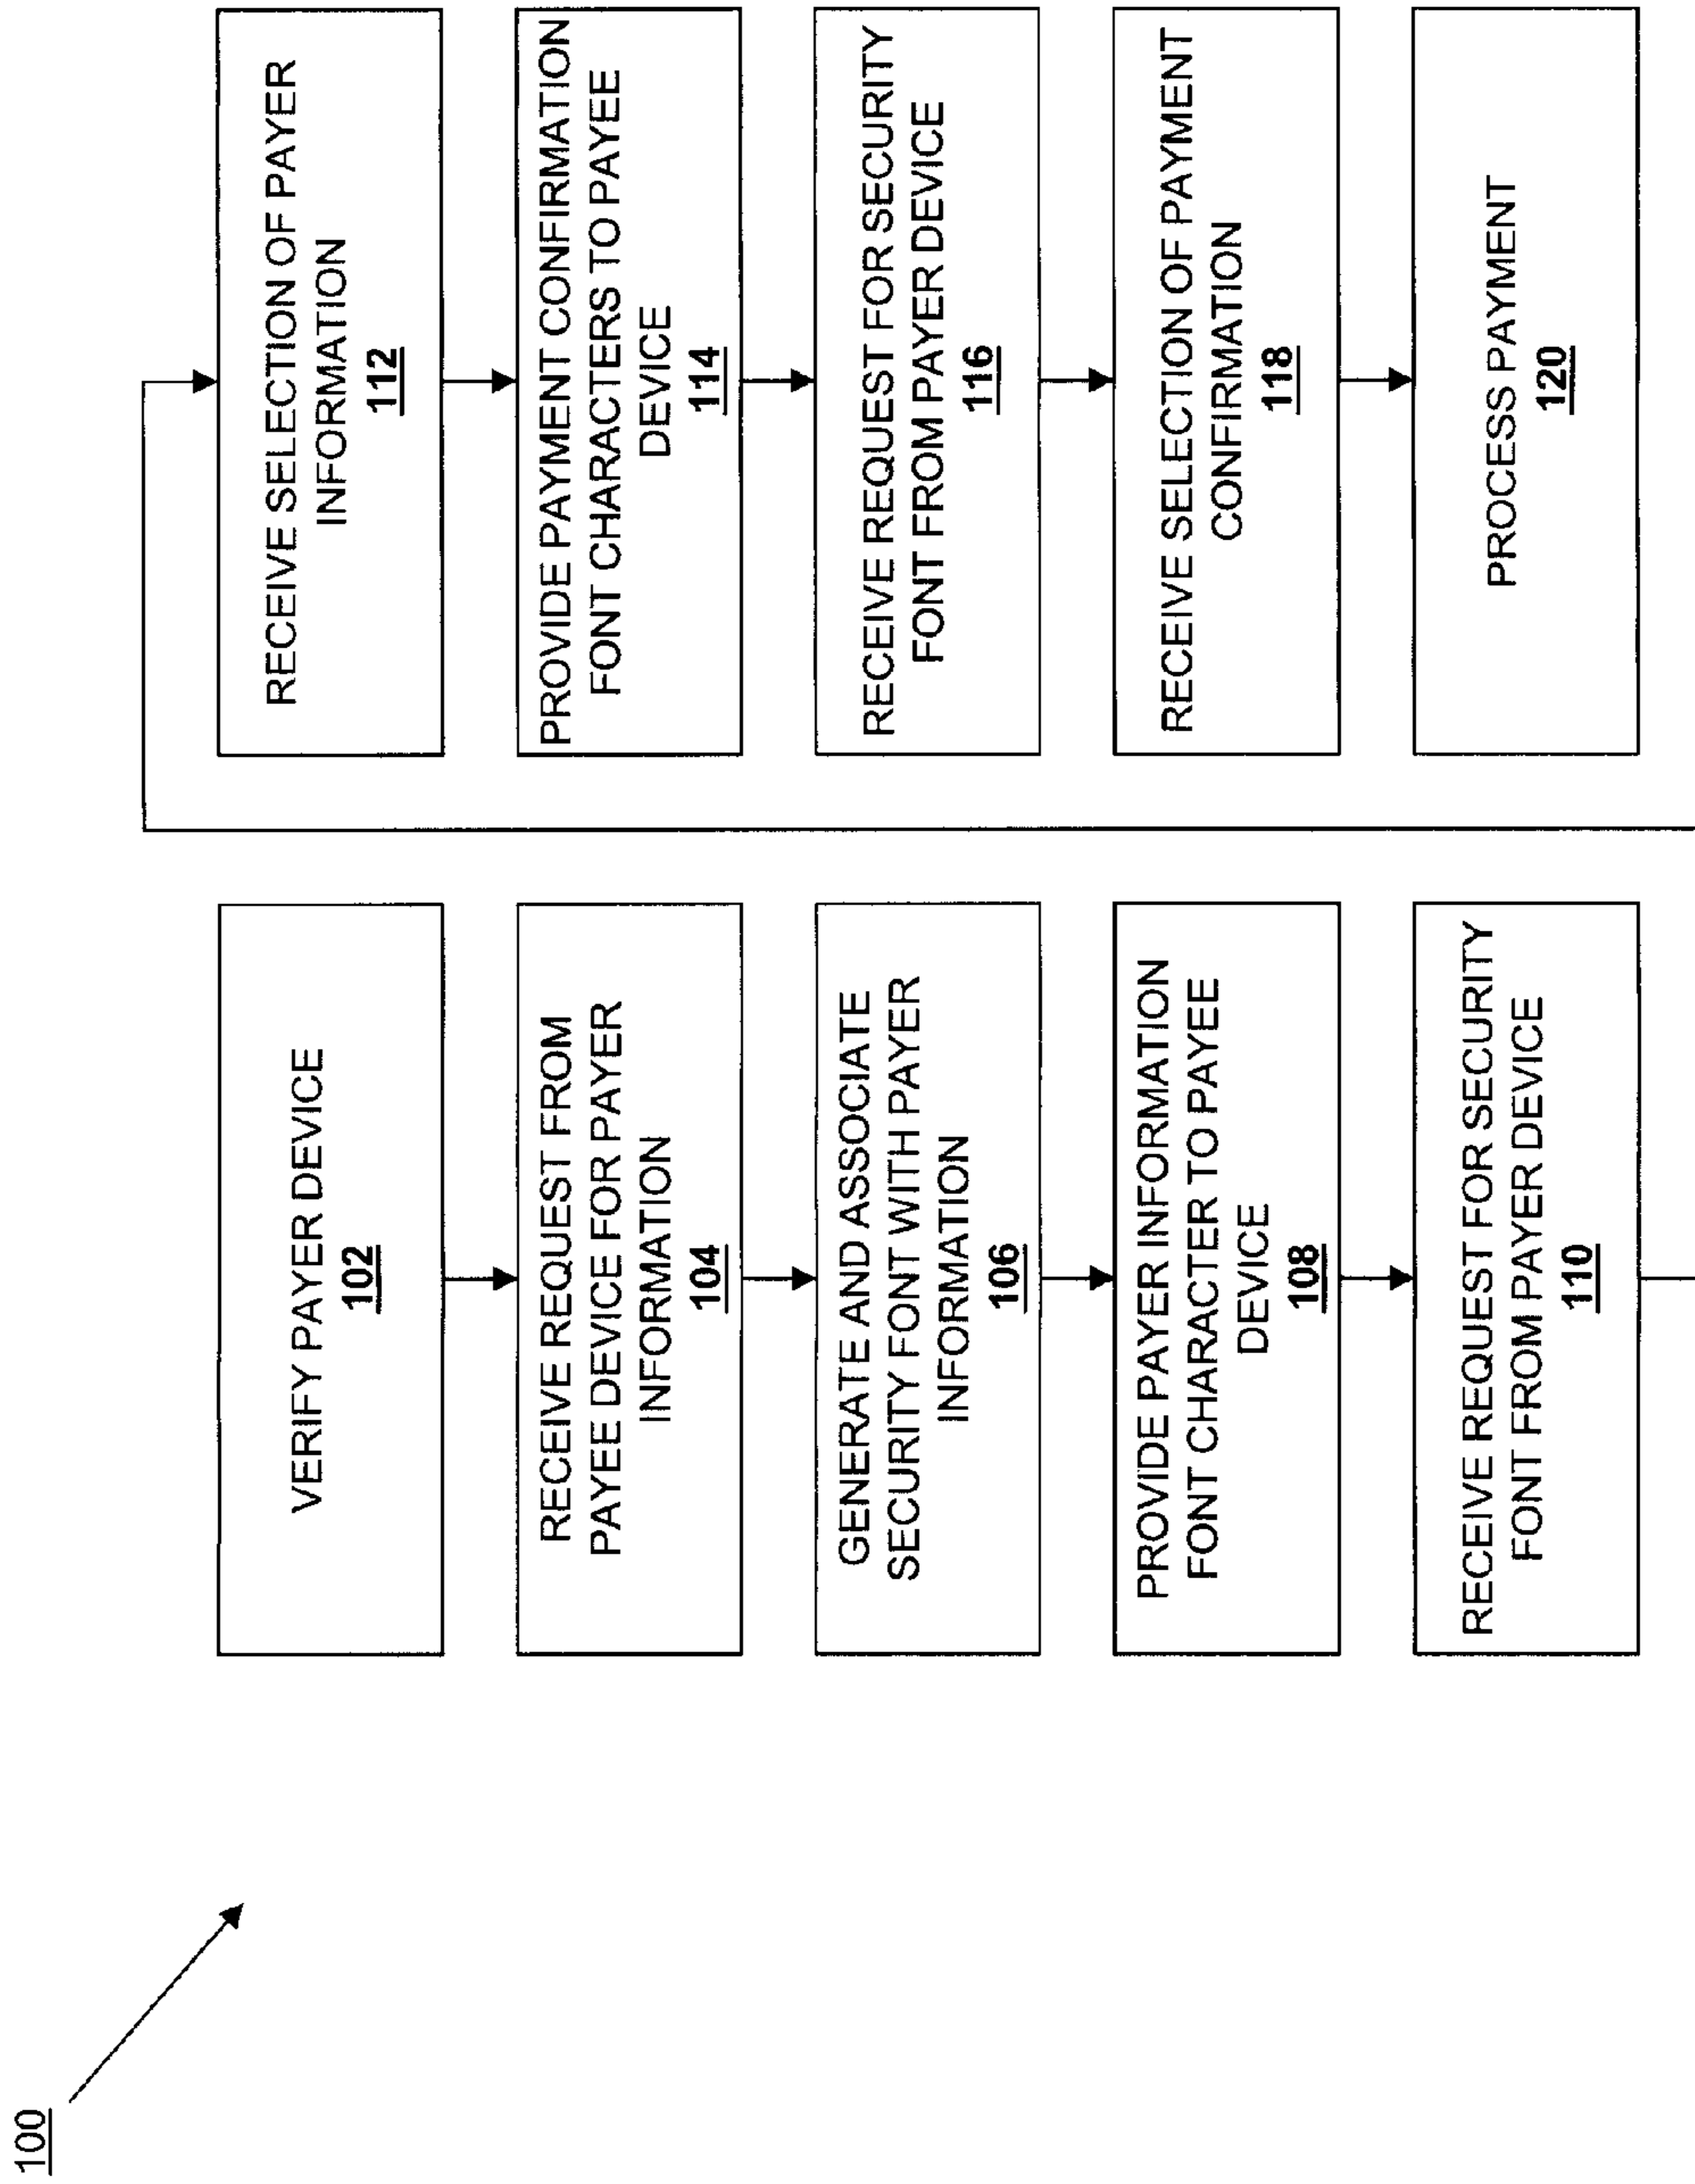 100
VERIFY PAYER DEVICE
102
RECEIVE REQUEST FROM
PAYEE DEVICE FOR PAYER
INFORMATION
104
GENERATE AND ASSOCIATE
SECURITY FONT WITH PAYER
INFORMATION
106
PROVIDE PAYER INFORMATION
FONT CHARACTER TO PAYEE
DEVICE
108
RECEIVE REQUEST FOR SECURITY
FONT FROM PAYER DEVICE
110
RECEIVE SELECTION OF PAYER
INFORMATION
112
PROVIDE PAYMENT CONFIRMATION
FONT CHARACTERS TO PAYEE
DEVICE
114
RECEIVE REQUEST FOR SECURITY
FONT FROM PAYER DEVICE
116
RECEIVE SELECTION OF PAYMENT
CONFIRMATION
118
PROCESS PAYMENT
120